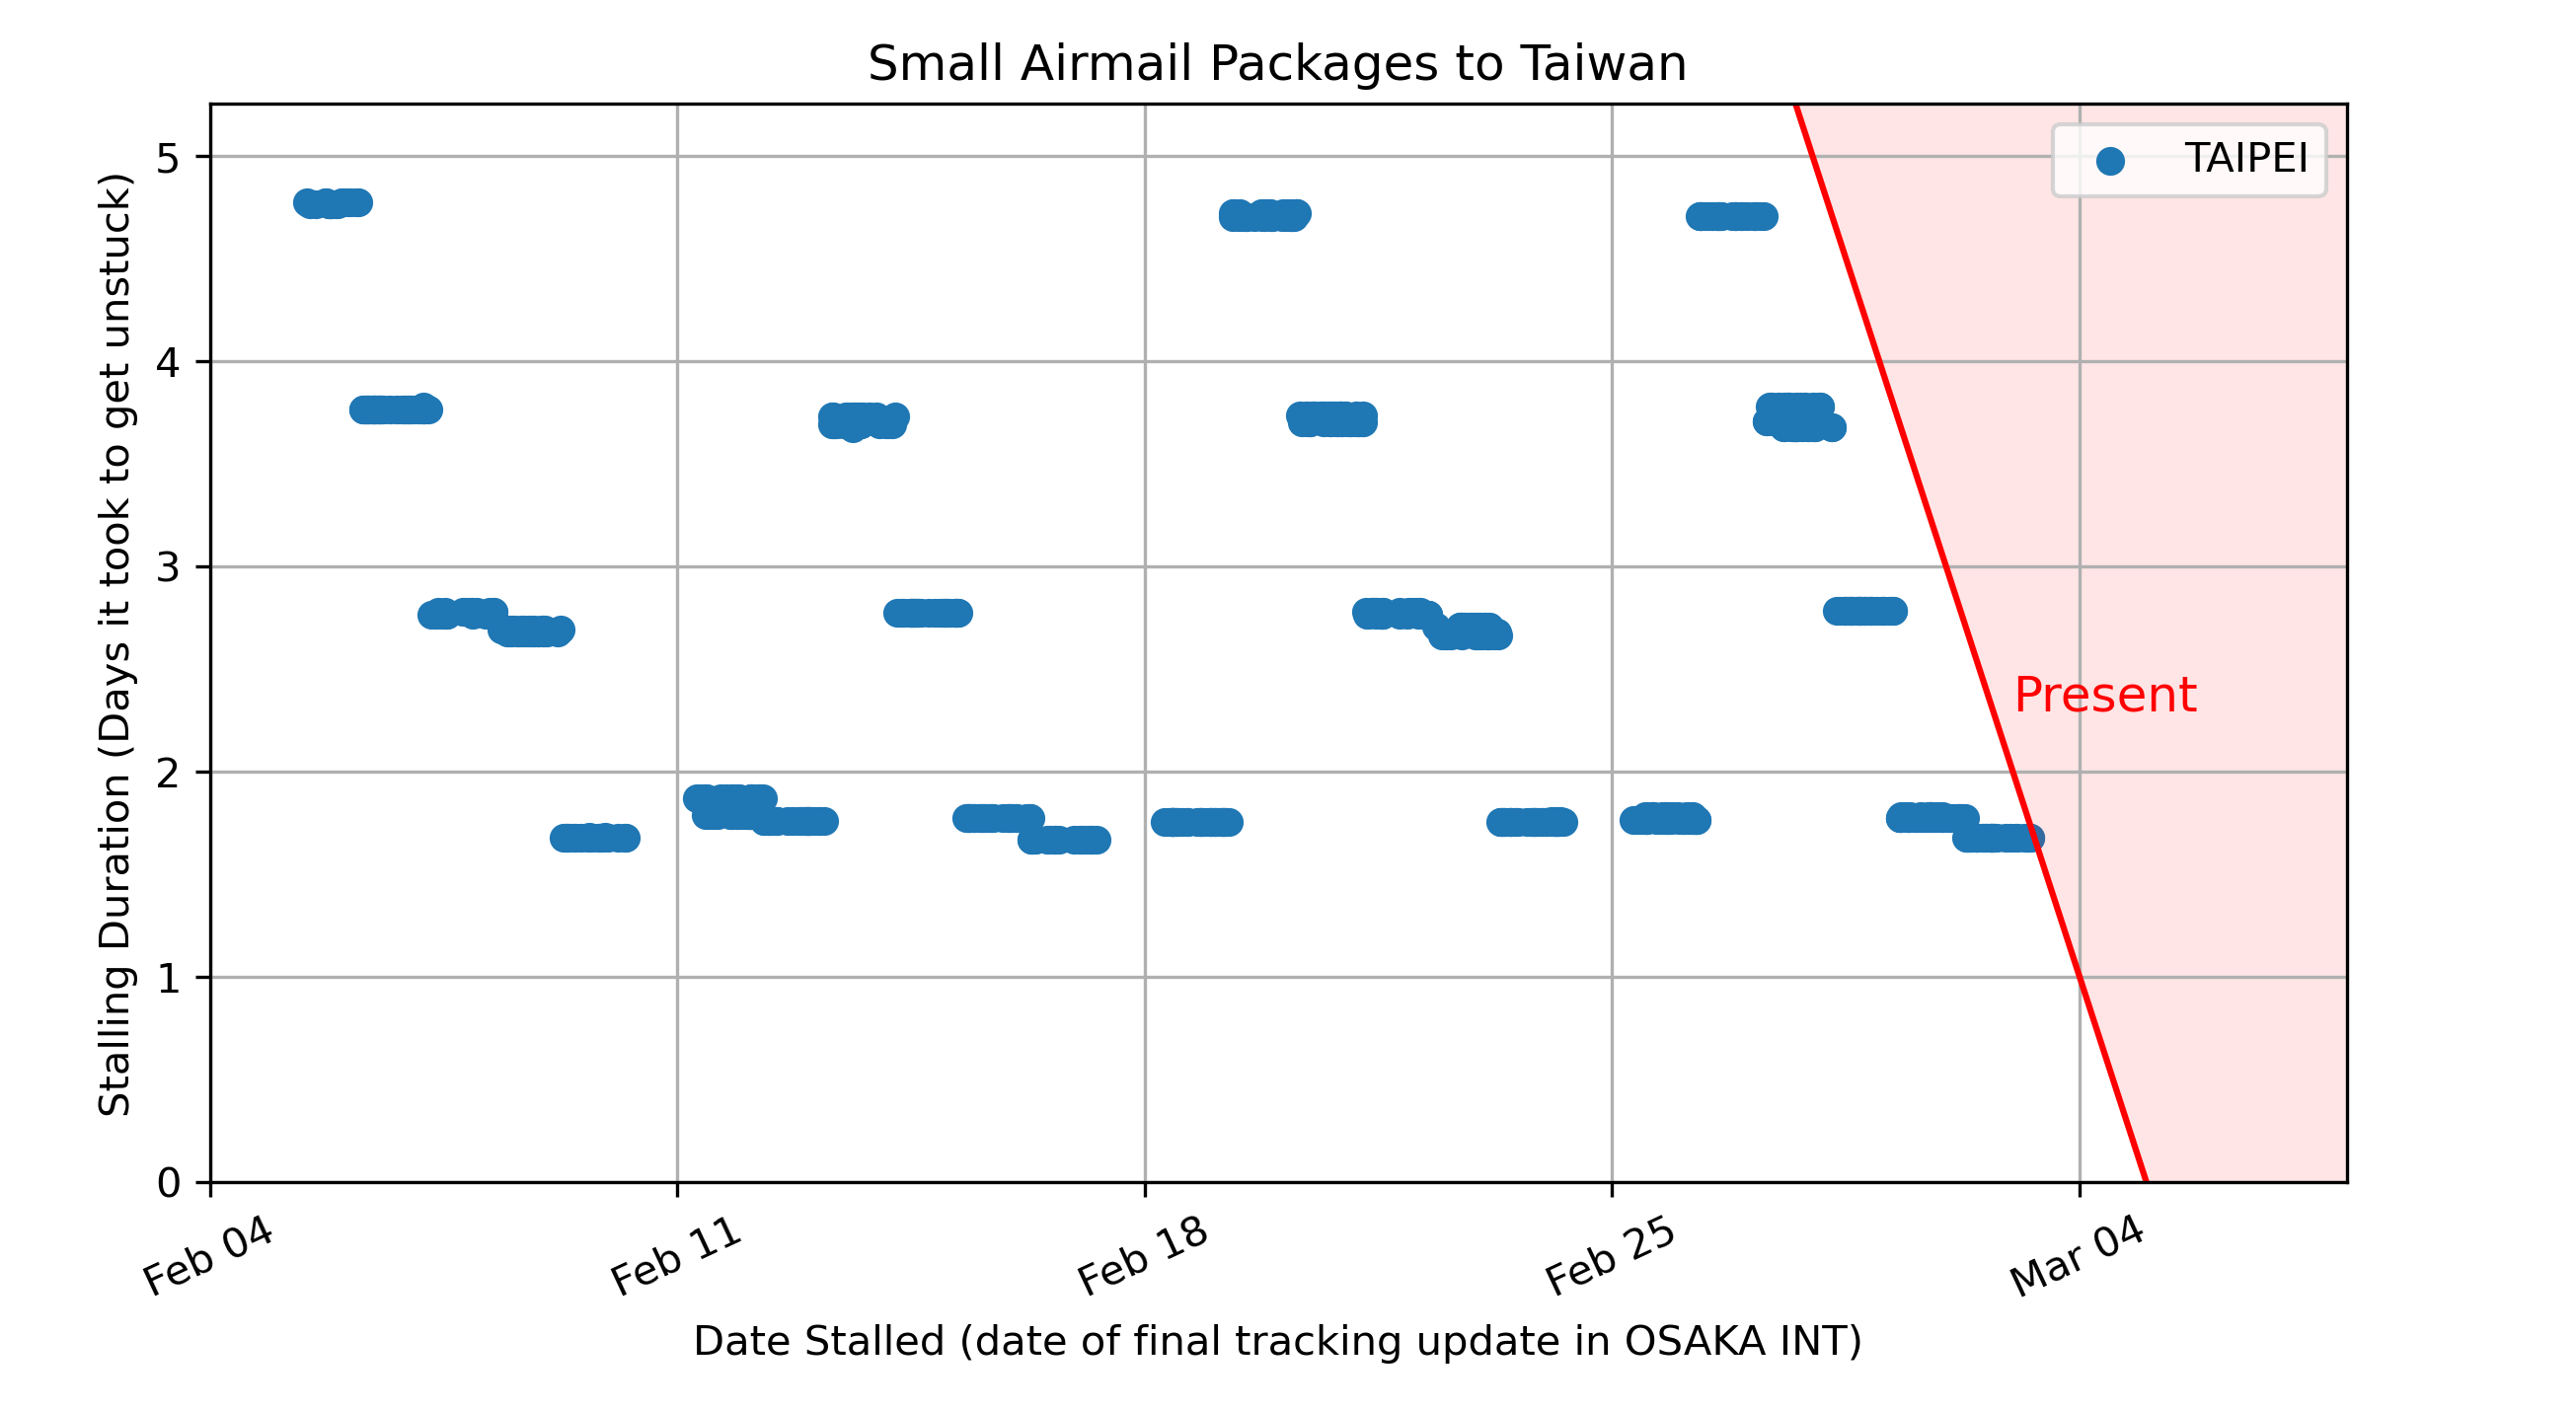 Small Airmail Packages to Taiwan
TAIPEI
Stalling Duration (Days it took to get unstuck)
5
4
3
2
1
0
Present
Feb 04
Feb 11
Feb 18
Feb 25
Mar 04
Date Stalled (date of final tracking update in OSAKA INT)